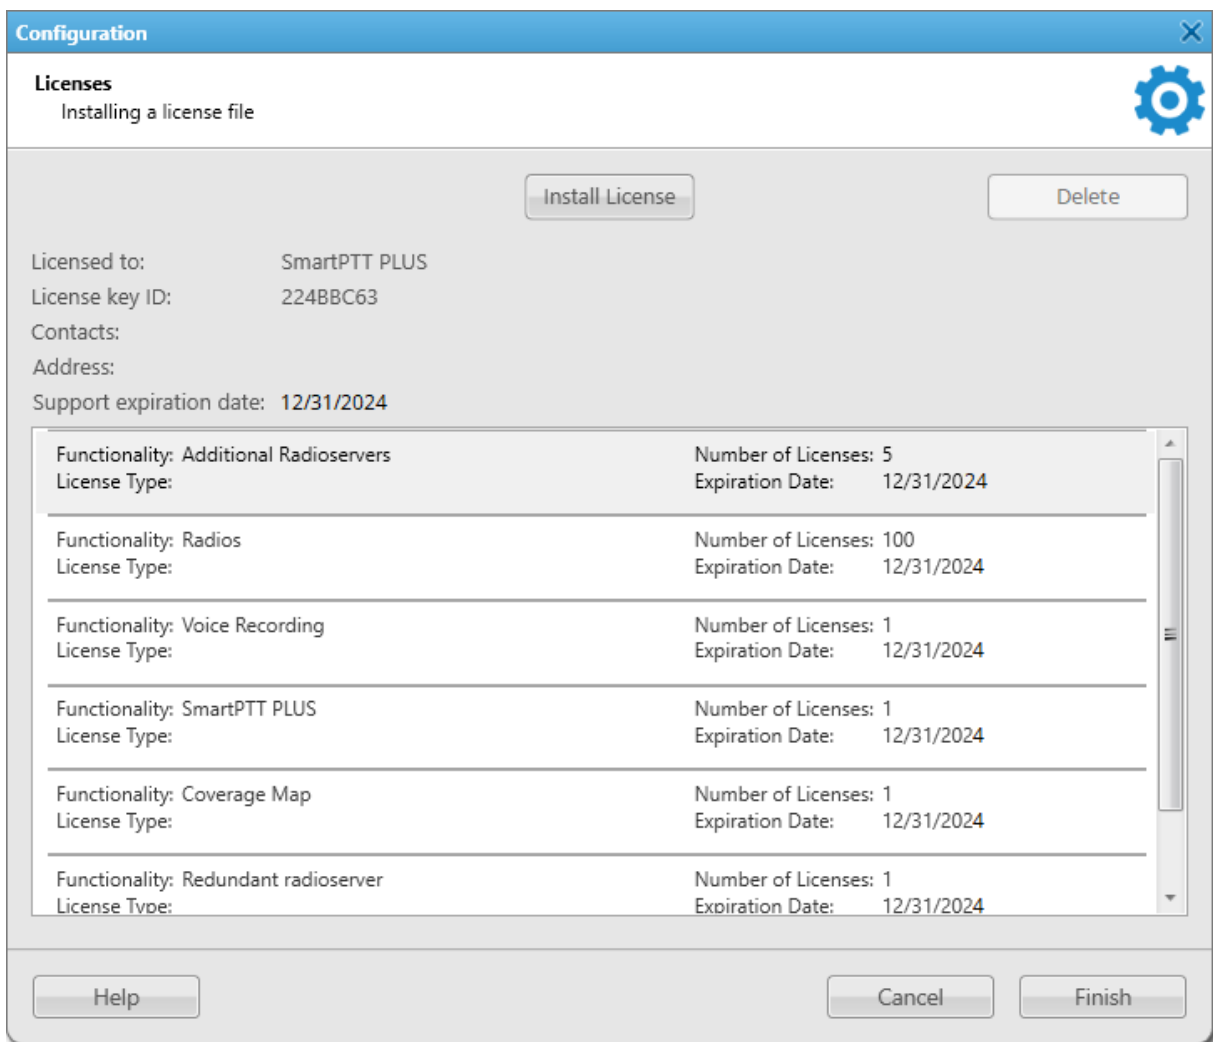 Configuration
Licenses
Installing a license file
Install License
Delete
Licensed to: SmartPTT PLUS
License key ID: 224BBC63
Contacts:
Address:
Support expiration date: 12/31/2024
Functionality: Additional Radioservers Number of Licenses: 5
License Type: Expiration Date: 12/31/2024
Functionality: Radios Number of Licenses: 100
License Type: Expiration Date: 12/31/2024
Functionality: Voice Recording Number of Licenses: 1
License Type: Expiration Date: 12/31/2024
Functionality: SmartPTT PLUS Number of Licenses: 1
License Type: Expiration Date: 12/31/2024
Functionality: Coverage Map Number of Licenses: 1
License Type: Expiration Date: 12/31/2024
Functionality: Redundant radioserver Number of Licenses: 1
License Type: Expiration Date: 12/31/2024
Help
Cancel
Finish